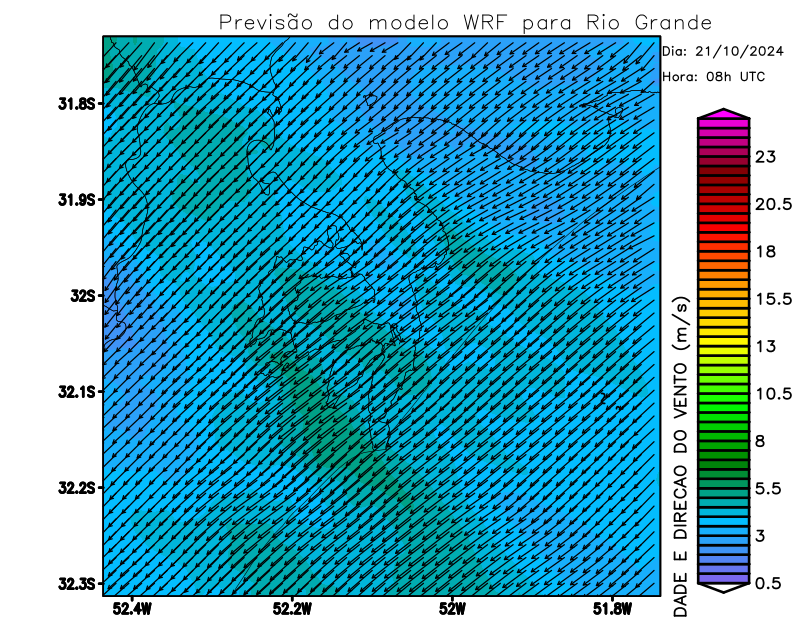 Previsão do modelo WRF para Rio Grande
Dia: 21/10/2024
Hora: 08h UTC
31.8S
31.9S
32S
32.1S
32.2S
32.3S
52.4W
52.2W
52W
51.8W
23
20.5
18
15.5
13
10.5
8
5.5
3
0.5
DADE E DIRECAO DO VENTO (m/s)